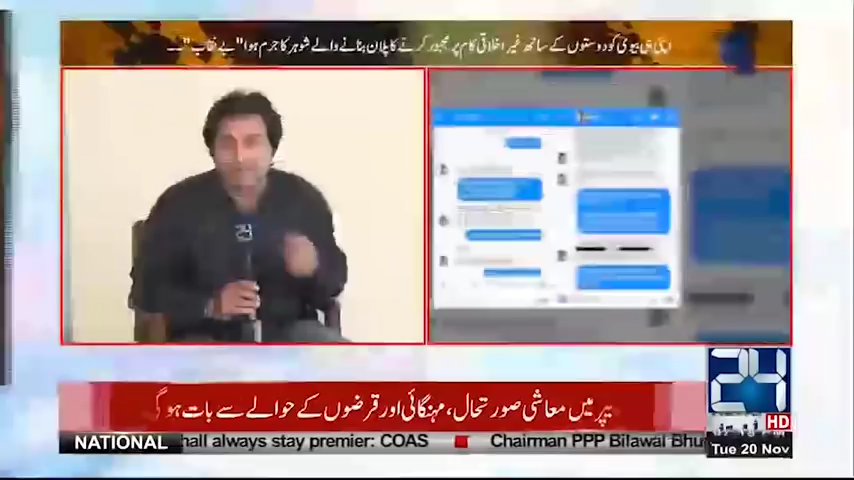 اپنی ہی بیوی کو دوستوں کے ساتھ غیر اخلاقی کام پر مجبور کرنے کا پلان بنانے والے شوہر کا جرم ہوا "بے نقاب"۔۔
24
میں معاشی صورتحال، مہنگائی اور قرضوں کے حوالے سے بات ہو گی
24
HD
NATIONAL hall always stay premier: COAS ■ Chairman PPP Bilawal Bhu
Tue 20 Nov